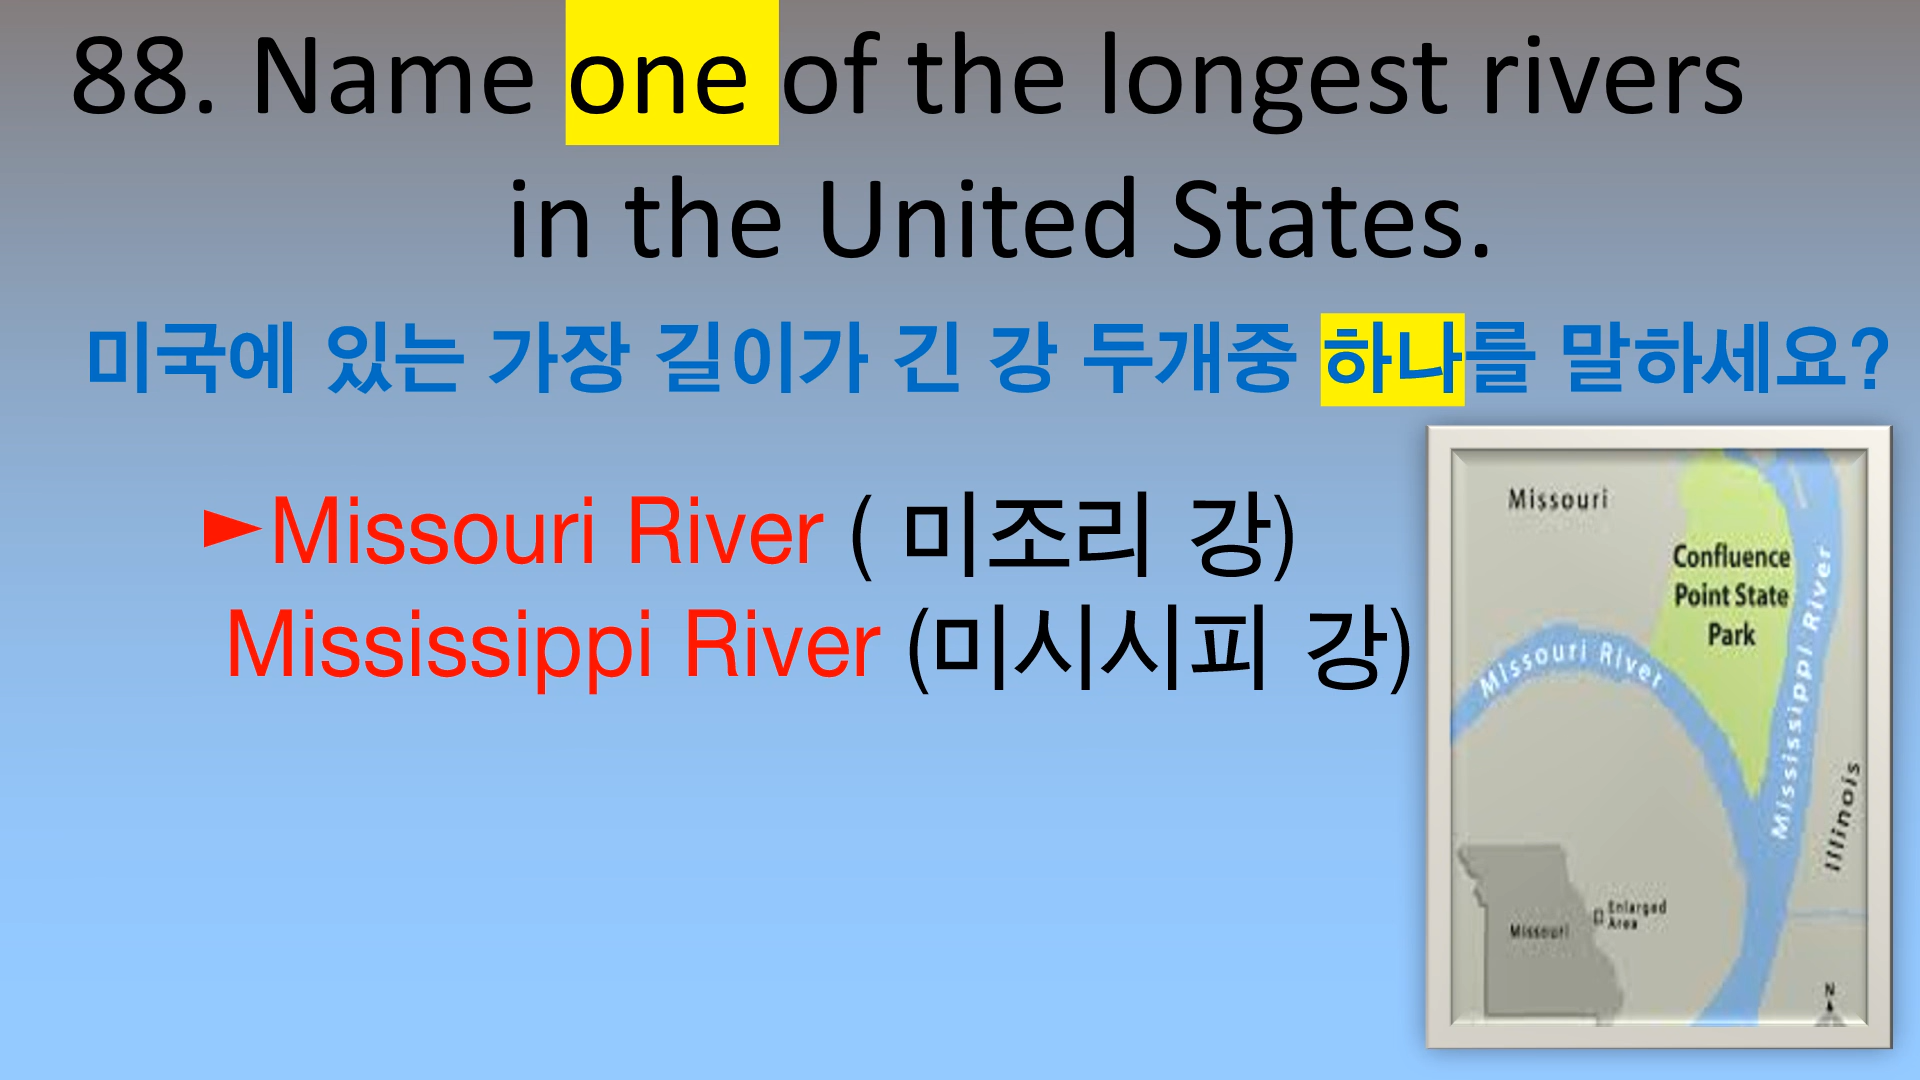 88. Name one of the longest rivers
in the United States.
미국에 있는 가장 길이가 긴 강 두개중 하나를 말하세요?
►Missouri River ( 미조리 강)
Mississippi River (미시시피 강)
Missouri
Confluence
Point State
Park
Missouri River
Mississippi River
Illinois
Enlarged
Area
Missouri
N